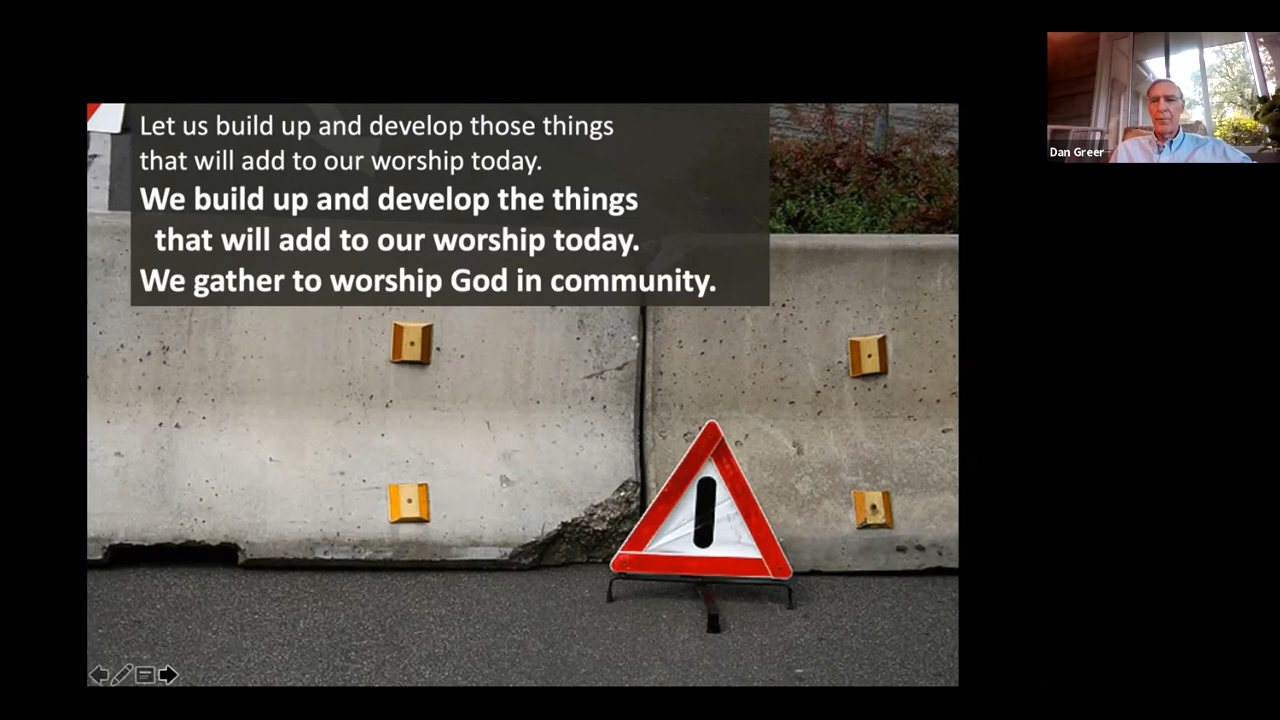 Let us build up and develop those things
that will add to our worship today.
We build up and develop the things
that will add to our worship today.
We gather to worship God in community.
Dan Greer